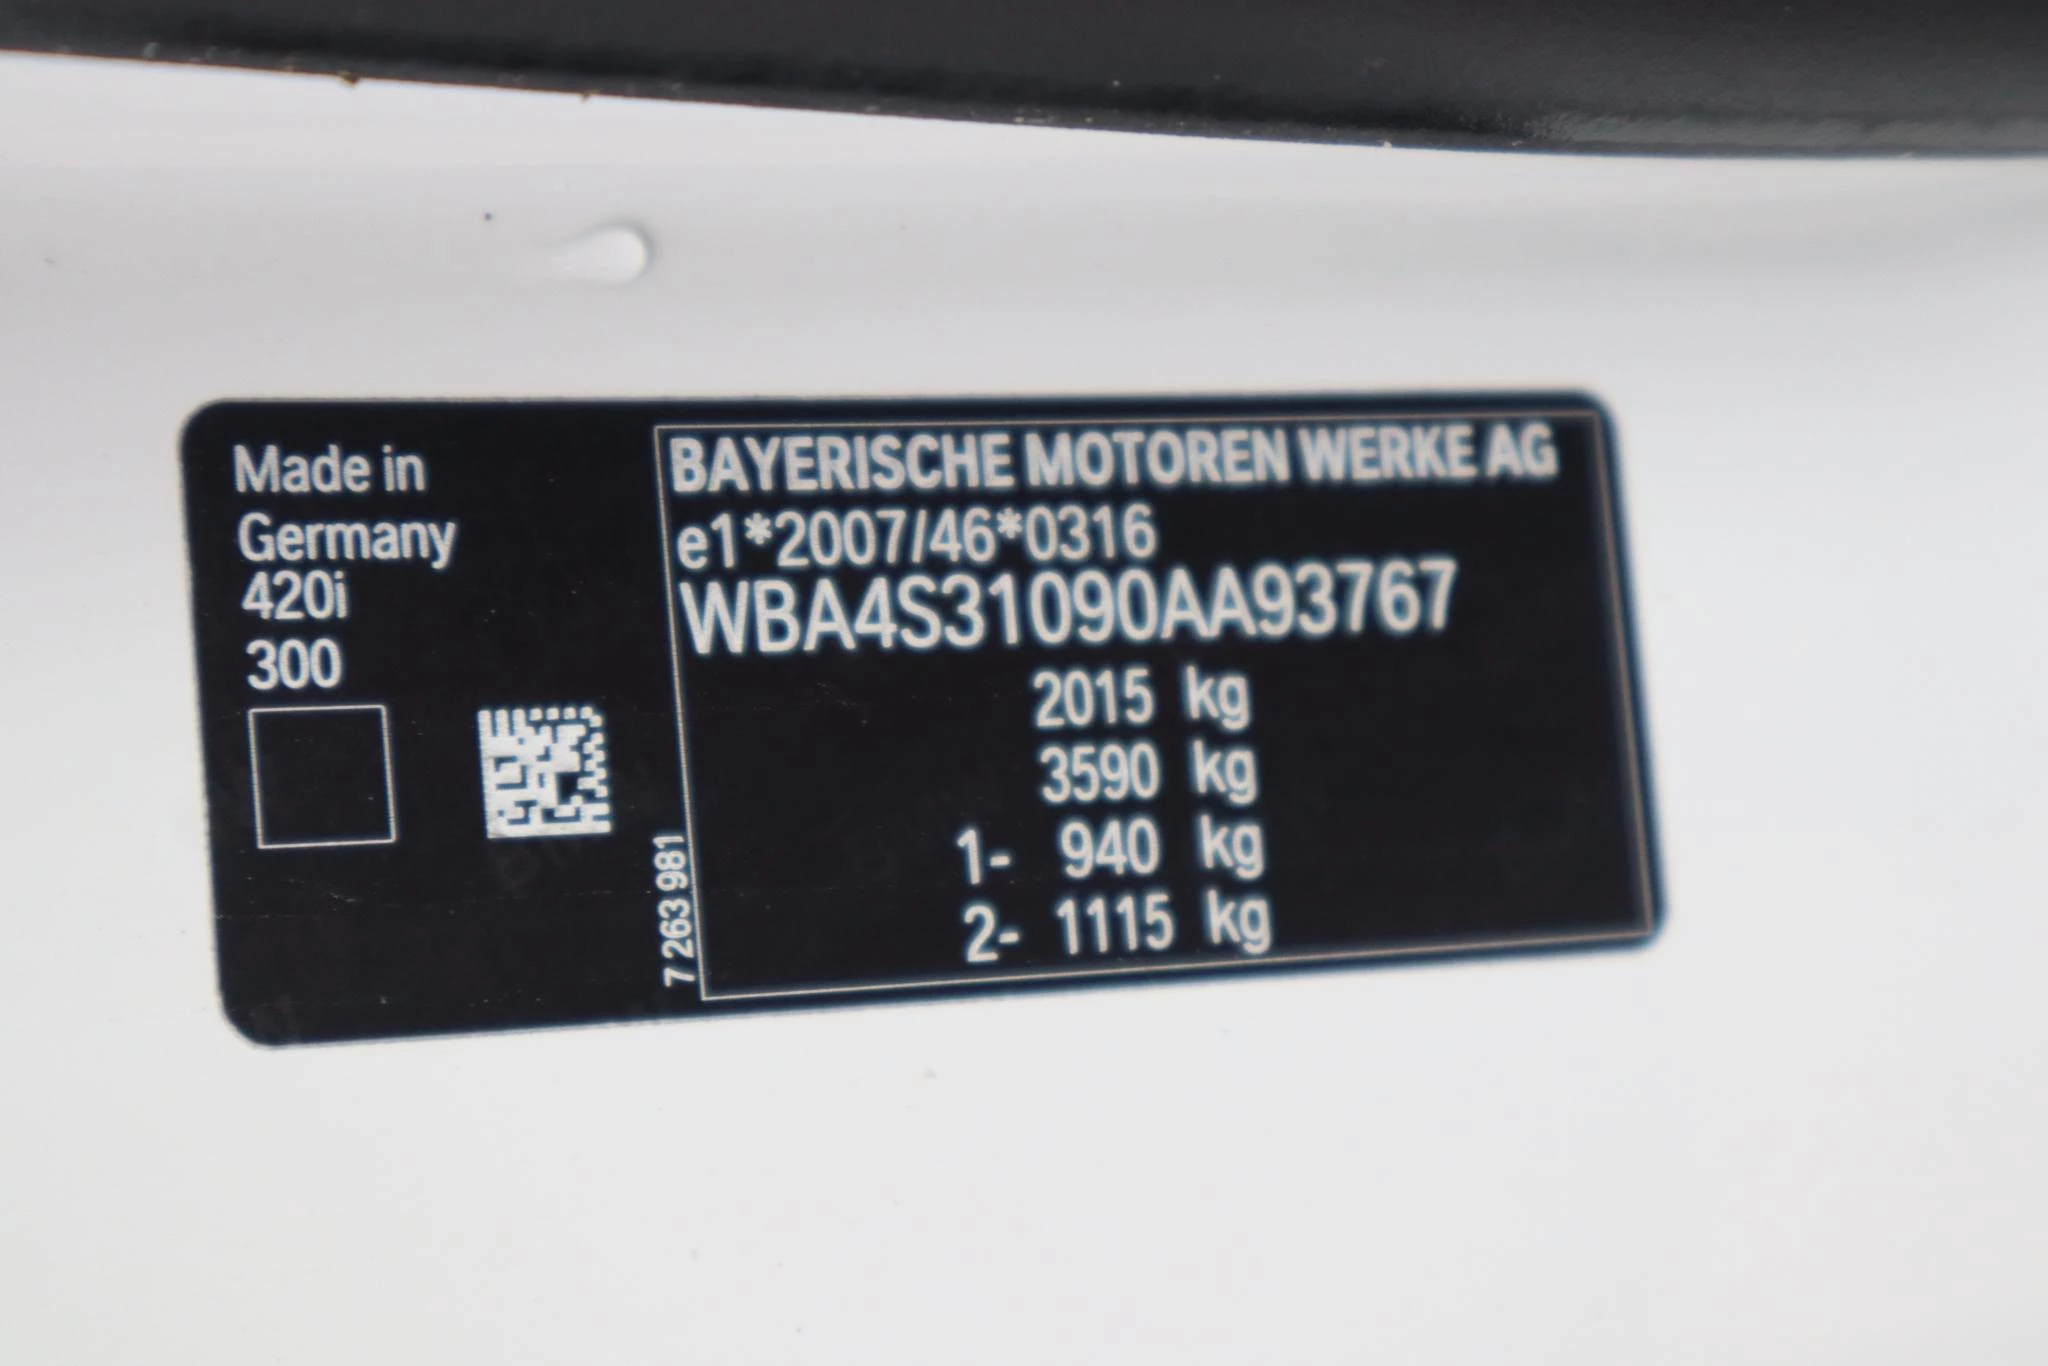 Made in
Germany
420i
300
7 263 981
BAYERISCHE MOTOREN WERKE AG
e1*2007/46*0316
WBA4S31090AA93767
2015 kg
3590 kg
1- 940 kg
2- 1115 kg